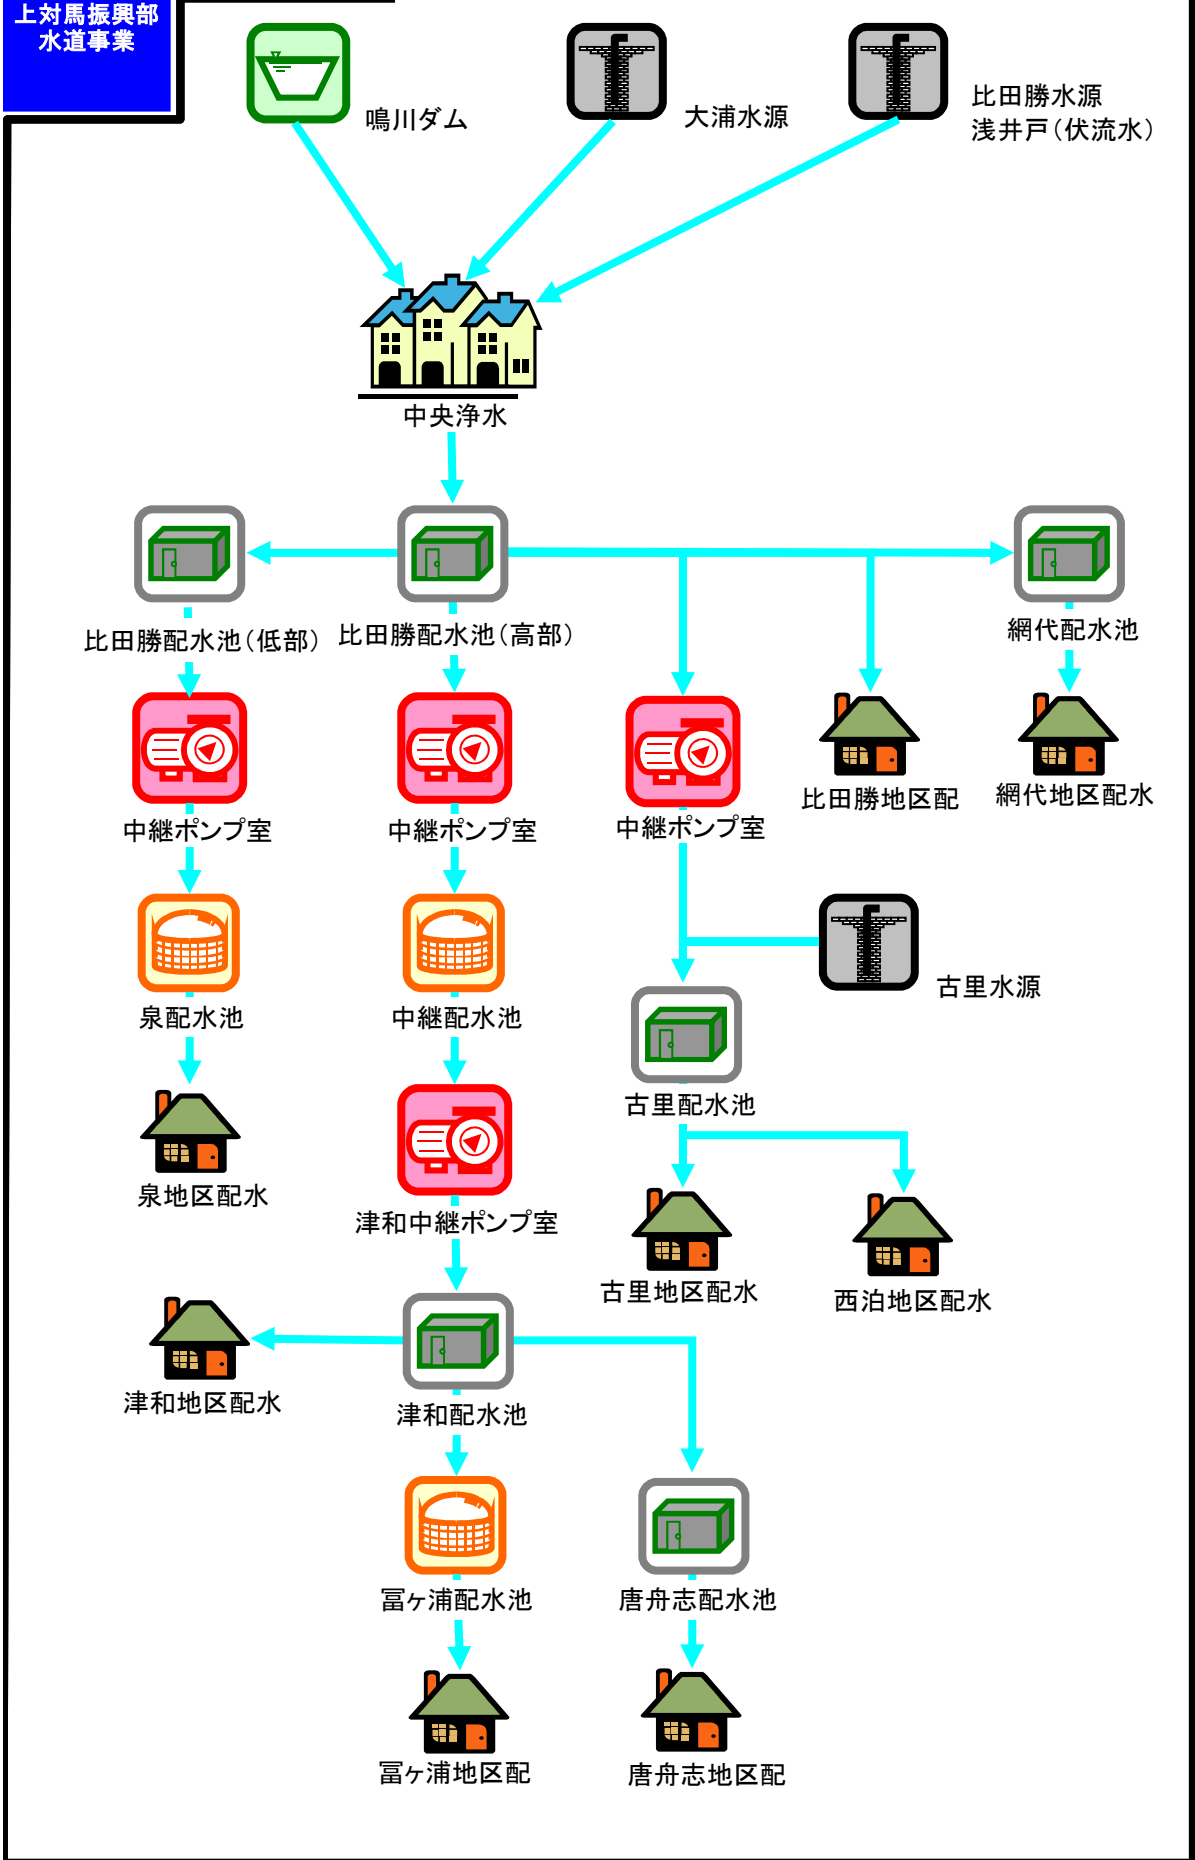 上対馬振興部
水道事業
鳴川ダム
大浦水源
比田勝水源
浅井戸（伏流水）
中央浄水
比田勝配水池（低部）
比田勝配水池（高部）
網代配水池
比田勝地区配
網代地区配水
中継ポンプ室
中継ポンプ室
中継ポンプ室
古里水源
泉配水池
中継配水池
古里配水池
泉地区配水
津和中継ポンプ室
古里地区配水
西泊地区配水
津和地区配水
津和配水池
冨ヶ浦配水池
唐舟志配水池
冨ヶ浦地区配
唐舟志地区配